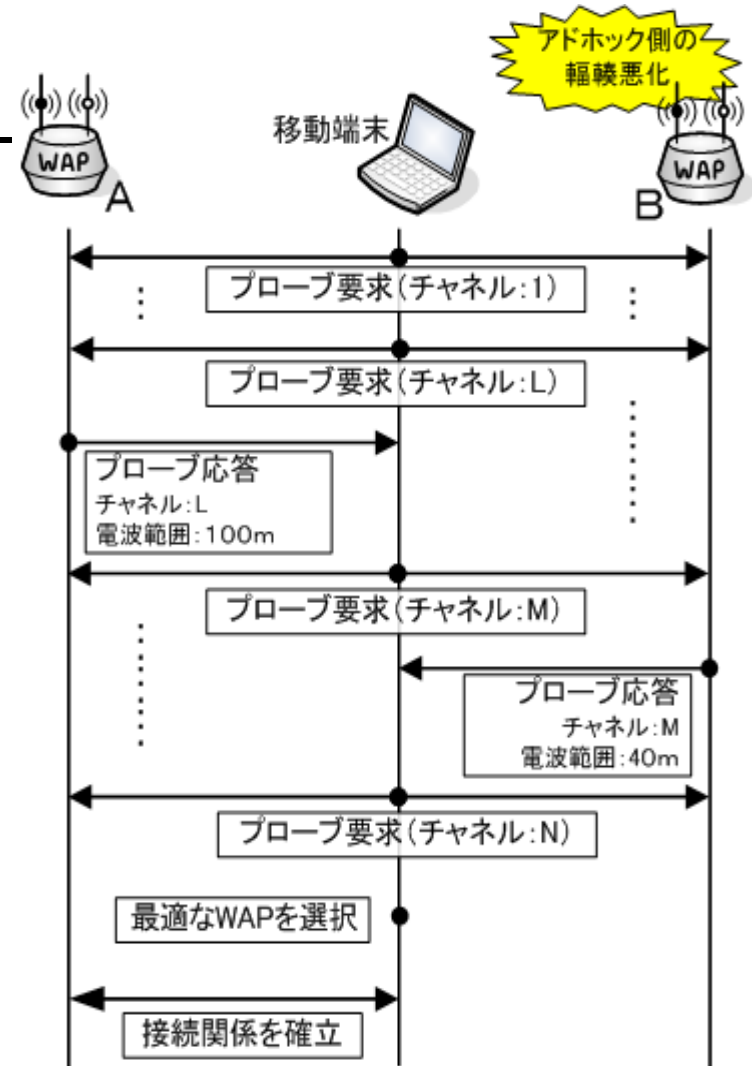 アドホック側の
輻輳悪化
WAP
A
移動端末
WAP
B
プローブ要求(チャネル:1)
プローブ要求(チャネル:L)
プローブ応答
チャネル:L
電波範囲:100m
プローブ要求(チャネル:M)
プローブ応答
チャネル:M
電波範囲:40m
プローブ要求(チャネル:N)
最適なWAPを選択
接続関係を確立